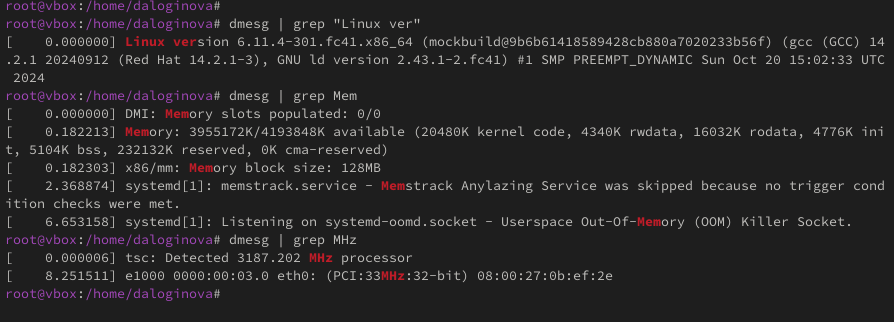 root@vbox:/home/daloginova#
root@vbox:/home/daloginova# dmesg | grep "Linux ver"
[    0.000000] Linux version 6.11.4-301.fc41.x86_64 (mockbuild@9b6b61418589428cb880a7020233b56f) (gcc (GCC) 14
.2.1 20240912 (Red Hat 14.2.1-3), GNU ld version 2.43.1-2.fc41) #1 SMP PREEMPT_DYNAMIC Sun Oct 20 15:02:33 UTC
 2024
root@vbox:/home/daloginova# dmesg | grep Mem
[    0.000000] DMI: Memory slots populated: 0/0
[    0.182213] Memory: 3955172K/4193848K available (20480K kernel code, 4340K rwdata, 16032K rodata, 4776K ini
t, 5104K bss, 232132K reserved, 0K cma-reserved)
[    0.182303] x86/mm: Memory block size: 128MB
[    2.368874] systemd[1]: memstrack.service - Memstrack Anylazing Service was skipped because no trigger cond
ition checks were met.
[    6.653158] systemd[1]: Listening on systemd-oomd.socket - Userspace Out-Of-Memory (OOM) Killer Socket.
root@vbox:/home/daloginova# dmesg | grep MHz
[    0.000006] tsc: Detected 3187.202 MHz processor
[    8.251511] e1000 0000:00:03.0 eth0: (PCI:33MHz:32-bit) 08:00:27:0b:ef:2e
root@vbox:/home/daloginova#